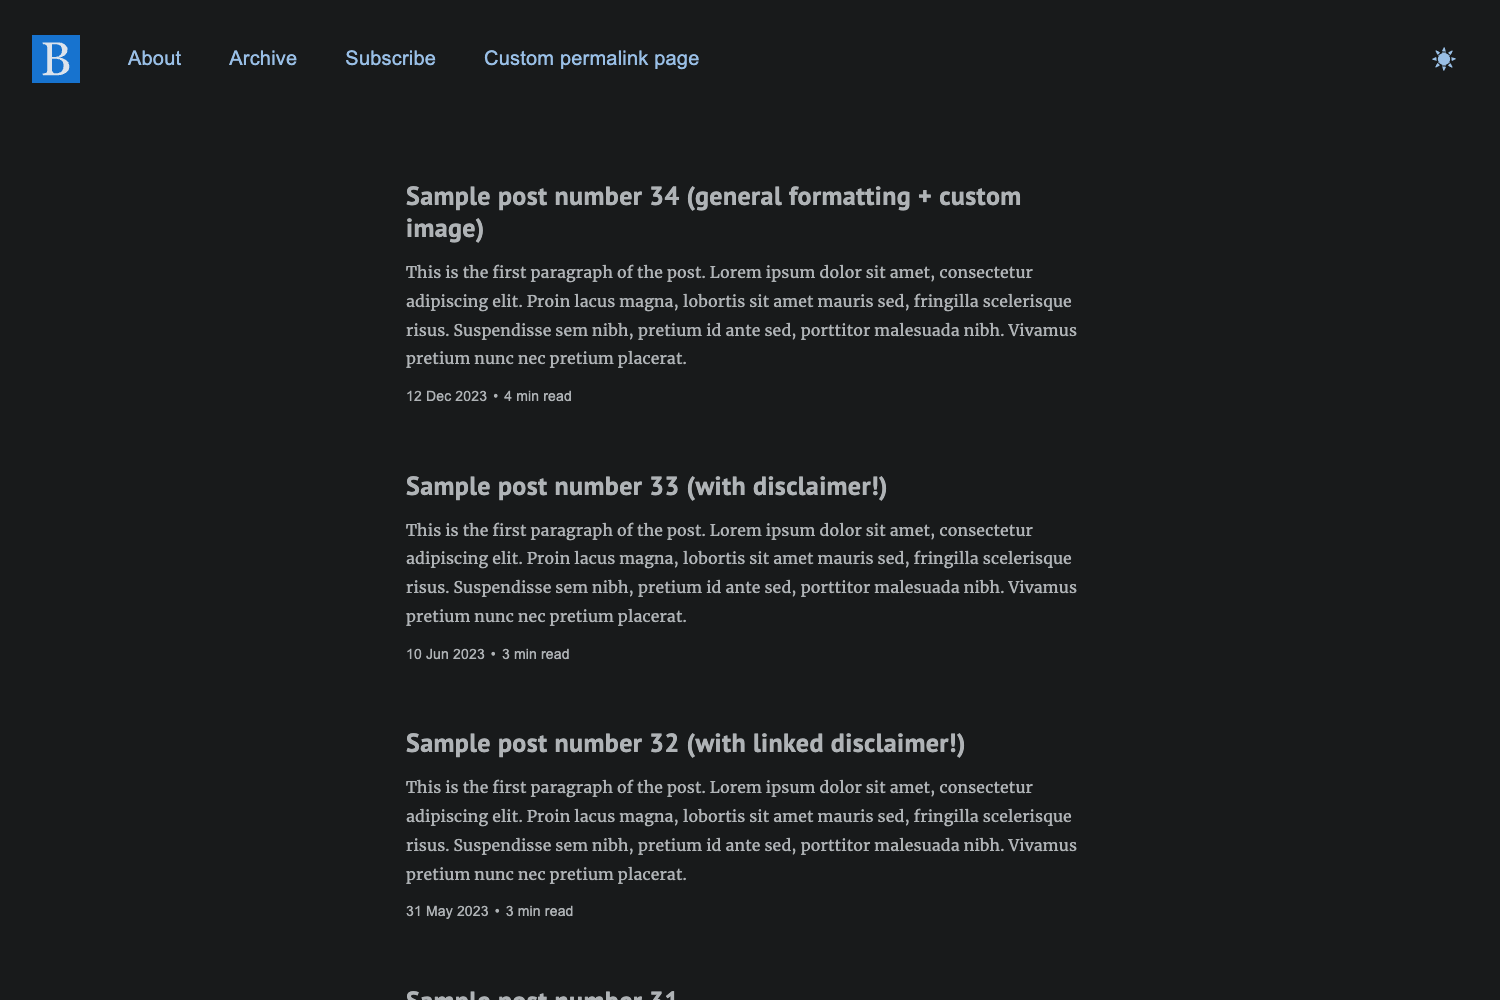 B
About
Archive
Subscribe
Custom permalink page
Sample post number 34 (general formatting + custom
image)
This is the first paragraph of the post. Lorem ipsum dolor sit amet, consectetur
adipiscing elit. Proin lacus magna, lobortis sit amet mauris sed, fringilla scelerisque
risus. Suspendisse sem nibh, pretium id ante sed, porttitor malesuada nibh. Vivamus
pretium nunc nec pretium placerat.
12 Dec 2023 • 4 min read
Sample post number 33 (with disclaimer!)
This is the first paragraph of the post. Lorem ipsum dolor sit amet, consectetur
adipiscing elit. Proin lacus magna, lobortis sit amet mauris sed, fringilla scelerisque
risus. Suspendisse sem nibh, pretium id ante sed, porttitor malesuada nibh. Vivamus
pretium nunc nec pretium placerat.
10 Jun 2023 • 3 min read
Sample post number 32 (with linked disclaimer!)
This is the first paragraph of the post. Lorem ipsum dolor sit amet, consectetur
adipiscing elit. Proin lacus magna, lobortis sit amet mauris sed, fringilla scelerisque
risus. Suspendisse sem nibh, pretium id ante sed, porttitor malesuada nibh. Vivamus
pretium nunc nec pretium placerat.
31 May 2023 • 3 min read
Sample post number 31